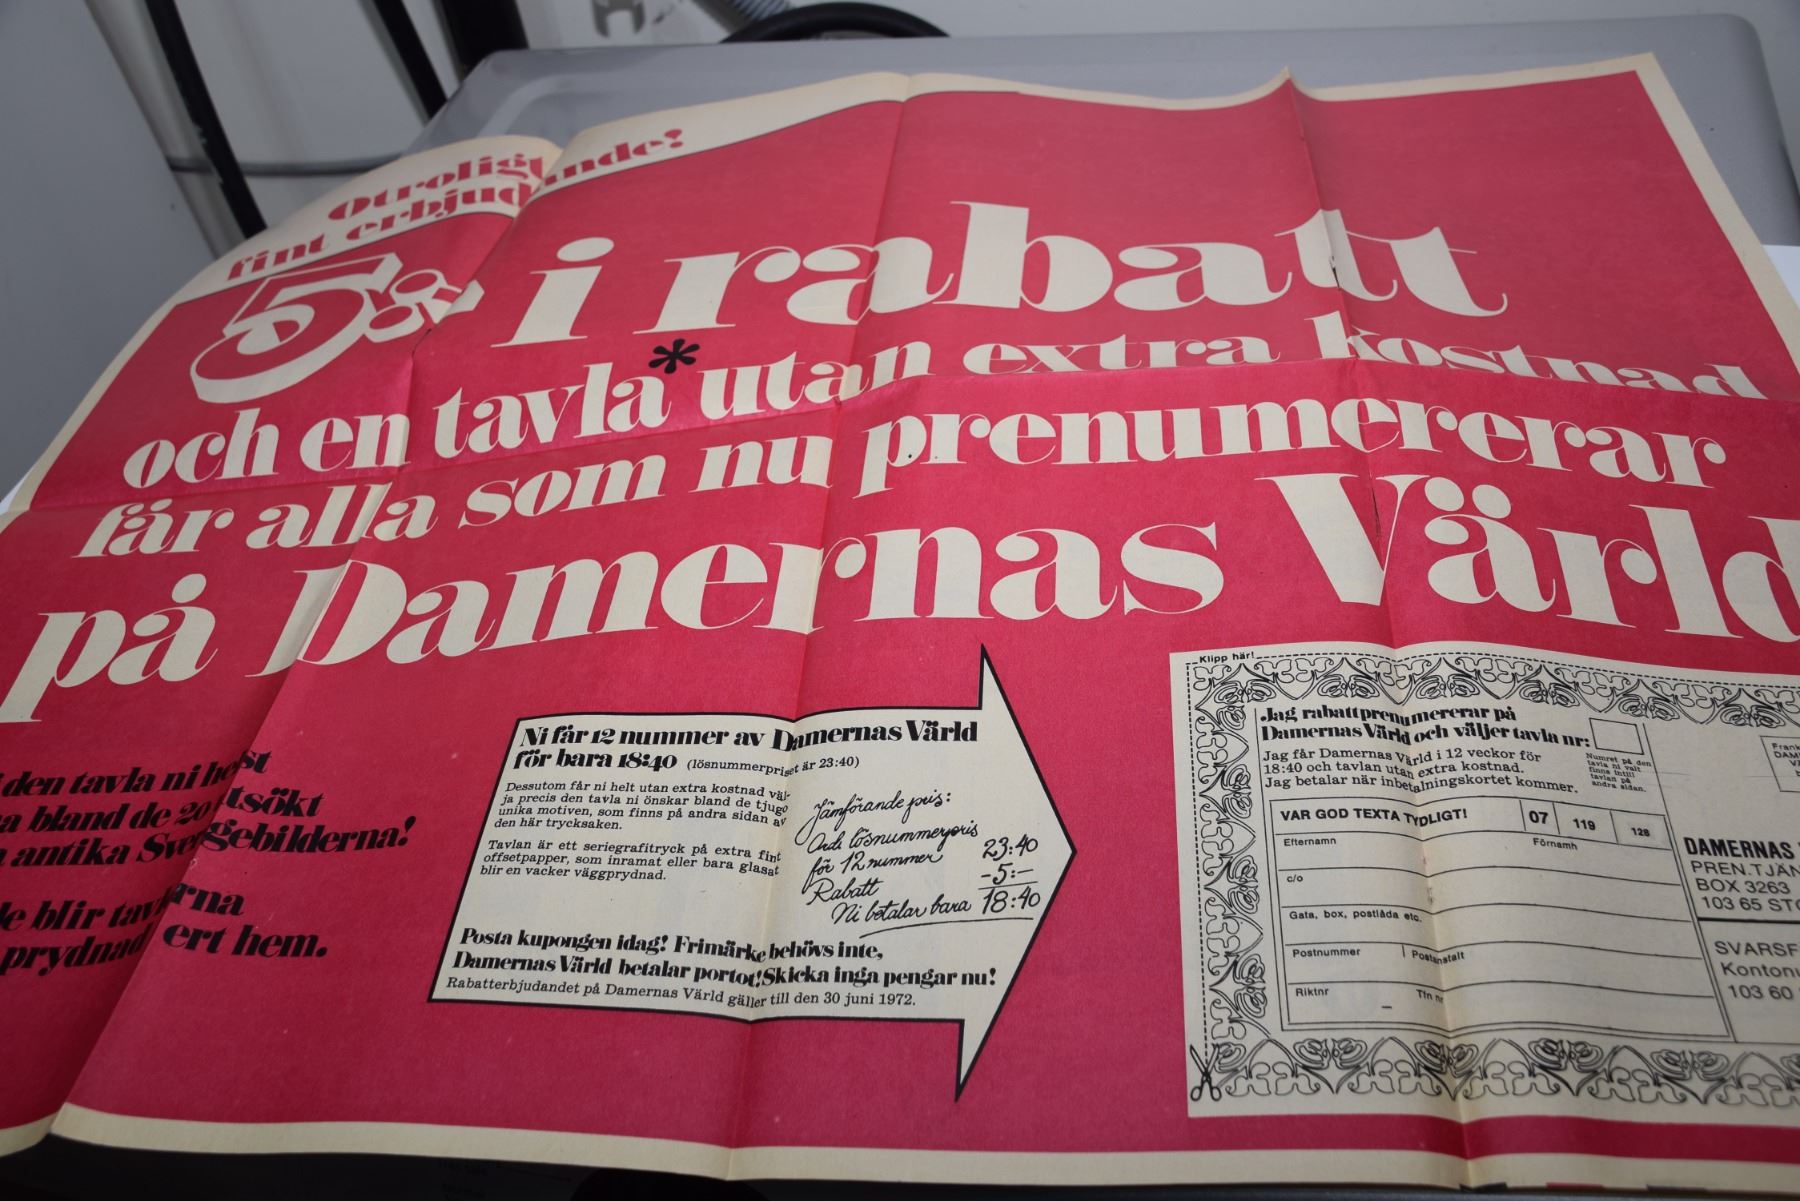 Otroligt
fint erbjudande!
5:- i rabatt
och en tavla* utan extra kostnad
får alla som nu prenumererar
på Damernas Värld
den tavla ni helst
bland de 20
antika Sverigebilderna!
blir tavlorna
prydnad ert hem.
Ni får 12 nummer av Damernas Värld
för bara 18:40 (lösnummerpriset är 23:40)
Dessutom får ni helt utan extra kostnad väl-
ja precis den tavla ni önskar bland de tjugo
unika motiven, som finns på andra sidan av
den här trycksaken.
Tavlan är ett seriegrafitryck på extra fint
offsetpapper, som inramat eller bara glasat
blir en vacker väggprydnad.
Jämförande pris:
Ord. lösnummerpris
för 12 nummer 23:40
Rabatt -5:-
Ni betalar bara 18:40
Posta kupongen idag! Frimärke behövs inte,
Damernas Värld betalar portot! Skicka inga pengar nu!
Rabatterbjudandet på Damernas Värld gäller till den 30 juni 1972.
Klipp här!
Jag rabattprenumererar på
Damernas Värld och väljer tavla nr:
Jag får Damernas Värld i 12 veckor för
18:40 och tavlan utan extra kostnad.
Jag betalar när inbetalningskortet kommer.
Numret på den
tavla ni valt
finns intill
tavlan på
andra sidan.
VAR GOD TEXTA TYDLIGT! 07 119 128
Efternamn Förnamn
c/o
Gata, box, postlåda etc.
Postnummer Postanstalt
Riktnr – Tfn nr
DAMERNAS
PREN.TJÄN
BOX 3263
103 65 STO
SVARSF
Konton
103 60